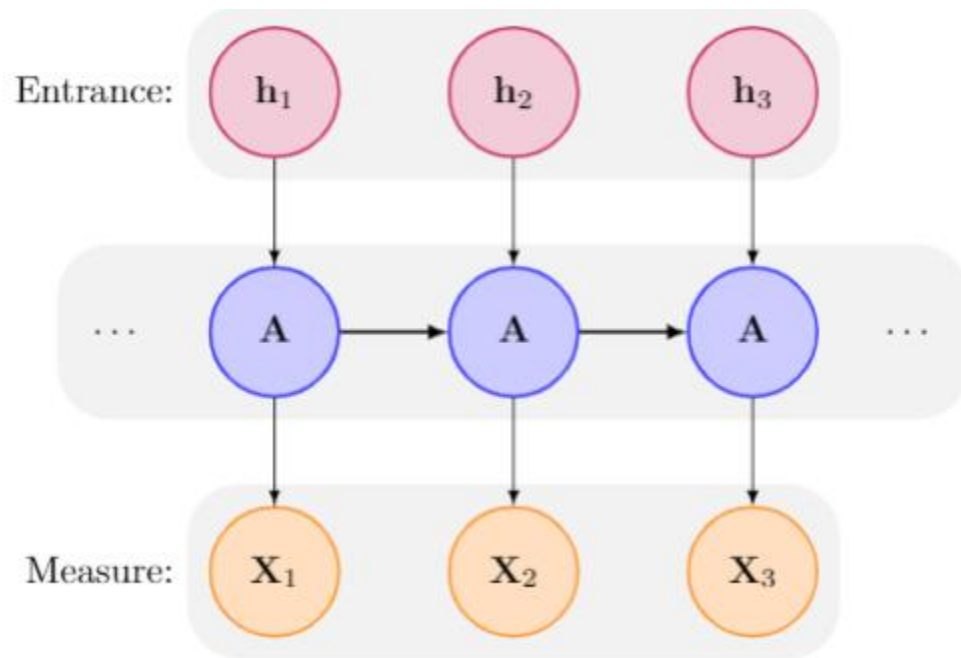 Entrance: h₁ h₂ h₃
... A A A ...
Measure: X₁ X₂ X₃